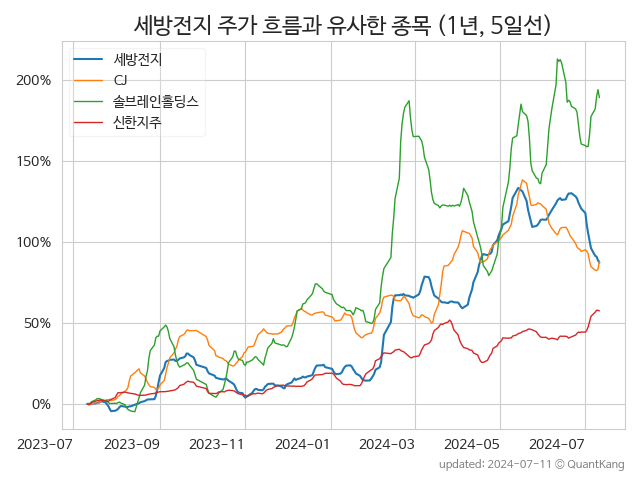 세방전지 주가 흐름과 유사한 종목 (1년, 5일선)
세방전지
CJ
솔브레인홀딩스
신한지주
200%
150%
100%
50%
0%
2023-07 2023-09 2023-11 2024-01 2024-03 2024-05 2024-07
updated: 2024-07-11 © QuantKang